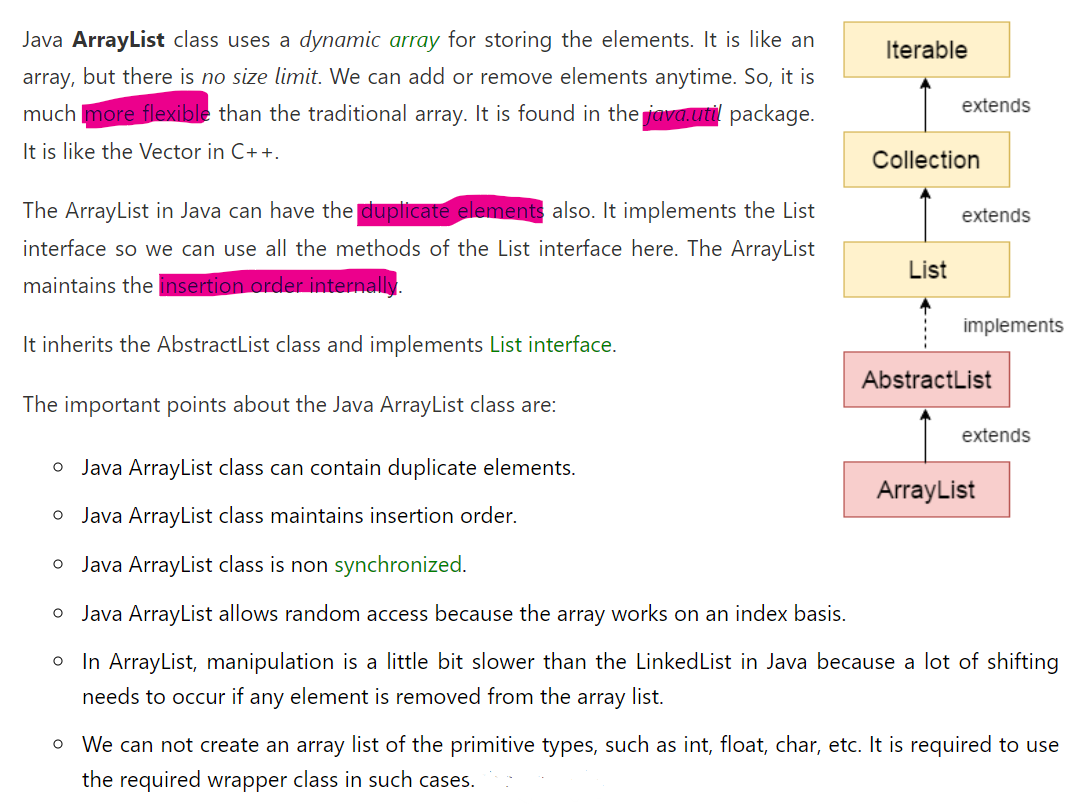 Java ArrayList class uses a dynamic array for storing the elements. It is like an
array, but there is no size limit. We can add or remove elements anytime. So, it is
much more flexible than the traditional array. It is found in the java.util package.
It is like the Vector in C++.
The ArrayList in Java can have the duplicate elements also. It implements the List
interface so we can use all the methods of the List interface here. The ArrayList
maintains the insertion order internally.
It inherits the AbstractList class and implements List interface.
The important points about the Java ArrayList class are:
Java ArrayList class can contain duplicate elements.
Java ArrayList class maintains insertion order.
Java ArrayList class is non synchronized.
Java ArrayList allows random access because the array works on an index basis.
In ArrayList, manipulation is a little bit slower than the LinkedList in Java because a lot of shifting
needs to occur if any element is removed from the array list.
We can not create an array list of the primitive types, such as int, float, char, etc. It is required to use
the required wrapper class in such cases.
Iterable
extends
Collection
extends
List
implements
AbstractList
extends
ArrayList